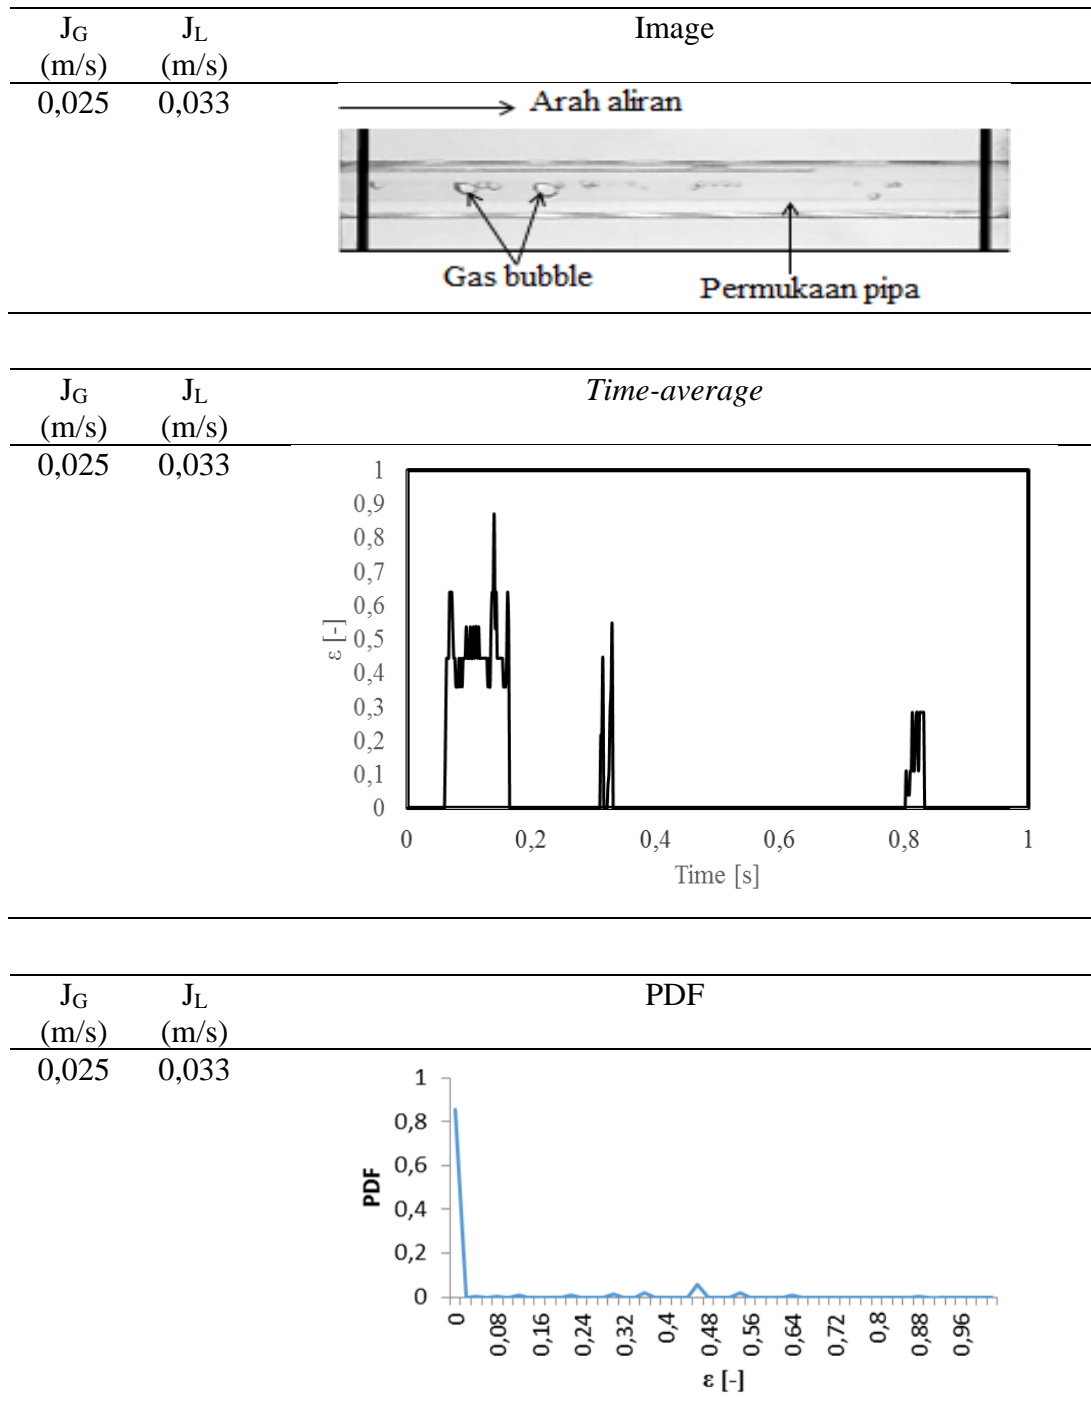 J_G J_L Image
(m/s) (m/s)
0,025 0,033
Arah aliran
Gas bubble
Permukaan pipa
J_G J_L Time-average
(m/s) (m/s)
0,025 0,033
1
0,9
0,8
0,7
0,6
0,5
0,4
0,3
0,2
0,1
0
ε [-]
0 0,2 0,4 0,6 0,8 1
Time [s]
J_G J_L PDF
(m/s) (m/s)
0,025 0,033
1
0,8
0,6
0,4
0,2
0
PDF
0 0,08 0,16 0,24 0,32 0,4 0,48 0,56 0,64 0,72 0,8 0,88 0,96
ε [-]